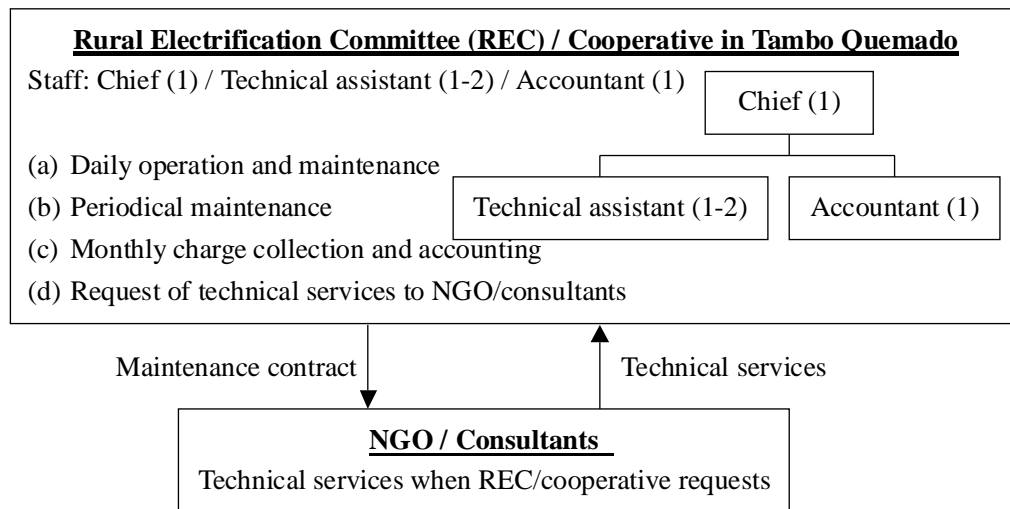 Rural Electrification Committee (REC) / Cooperative in Tambo Quemado
Staff: Chief (1) / Technical assistant (1-2) / Accountant (1)
Chief (1)
(a) Daily operation and maintenance
(b) Periodical maintenance
Technical assistant (1-2)
Accountant (1)
(c) Monthly charge collection and accounting
(d) Request of technical services to NGO/consultants
Maintenance contract
Technical services
NGO / Consultants
Technical services when REC/cooperative requests